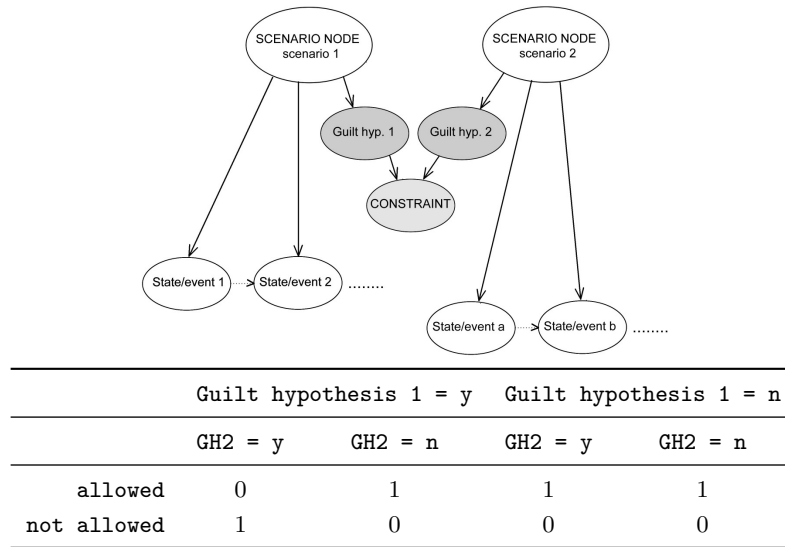 SCENARIO NODE
scenario 1
SCENARIO NODE
scenario 2
Guilt hyp. 1
Guilt hyp. 2
CONSTRAINT
State/event 1
State/event 2
........
State/event a
State/event b
........
Guilt hypothesis 1 = y Guilt hypothesis 1 = n
GH2 = y GH2 = n GH2 = y GH2 = n
allowed 0 1 1 1
not allowed 1 0 0 0